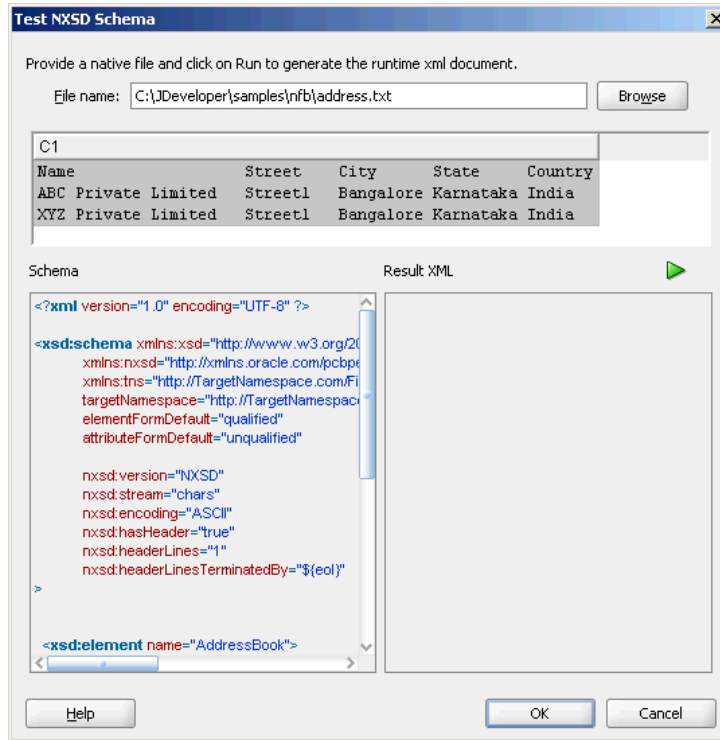 Test NXSD Schema
Provide a native file and click on Run to generate the runtime xml document.
File name: C:\JDeveloper\samples\nfb\address.txt Browse
C1
Name Street City State Country
ABC Private Limited Street1 Bangalore Karnataka India
XYZ Private Limited Street1 Bangalore Karnataka India
Schema Result XML
<?xml version="1.0" encoding="UTF-8" ?>
<xsd:schema xmlns:xsd="http://www.w3.org/20
xmlns:nxsd="http://xmlns.oracle.com/pcbpe
xmlns:tns="http://TargetNamespace.com/Fi
targetNamespace="http://TargetNamespac
elementFormDefault="qualified"
attributeFormDefault="unqualified"
nxsd:version="NXSD"
nxsd:stream="chars"
nxsd:encoding="ASCII"
nxsd:hasHeader="true"
nxsd:headerLines="1"
nxsd:headerLinesTerminatedBy="${eol}"
>
<xsd:element name="AddressBook">
Help OK Cancel